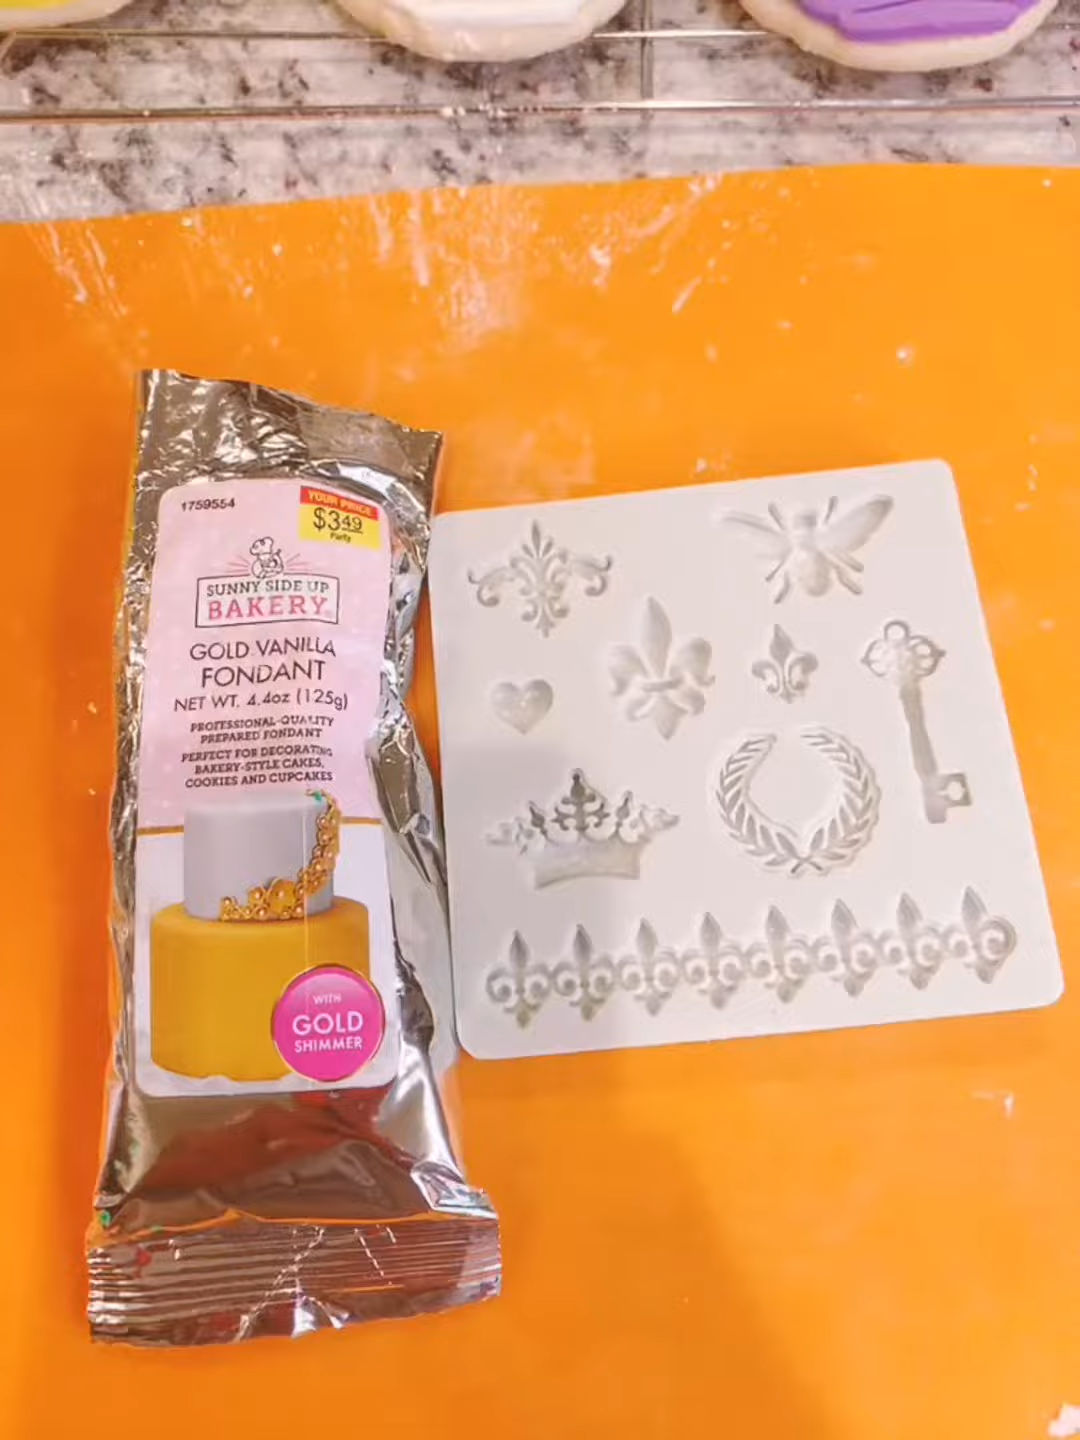 1759554
YOUR PRICE
$3.49
Party
SUNNY SIDE UP
BAKERY
GOLD VANILLA
FONDANT
NET WT. 4.4oz (125g)
PROFESSIONAL-QUALITY
PREPARED FONDANT
PERFECT FOR DECORATING
BAKERY-STYLE CAKES,
COOKIES AND CUPCAKES
WITH
GOLD
SHIMMER